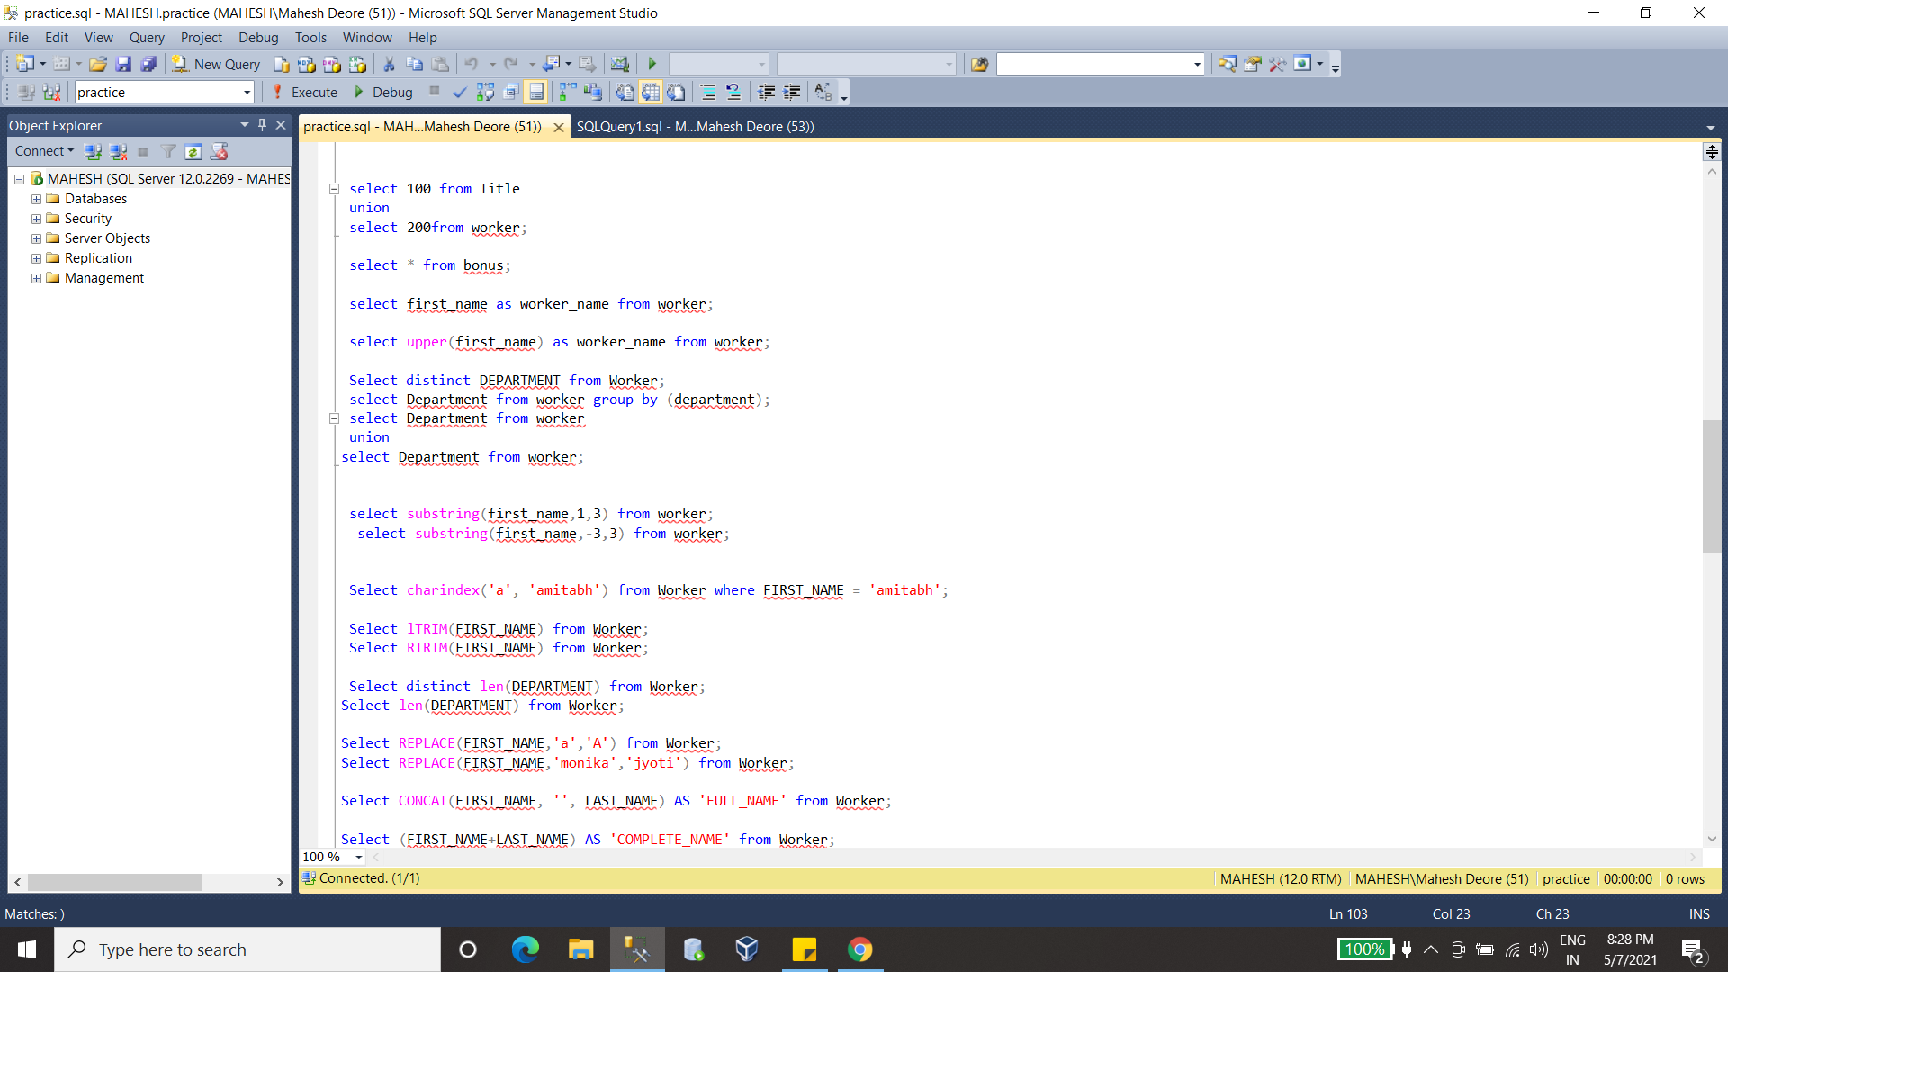 practice.sql - MAHESH.practice (MAHESH\Mahesh Deore (51)) - Microsoft SQL Server Management Studio
File Edit View Query Project Debug Tools Window Help
New Query
practice Execute Debug
Object Explorer
Connect
MAHESH (SQL Server 12.0.2269 - MAHES
Databases
Security
Server Objects
Replication
Management
practice.sql - MAH...Mahesh Deore (51)) SQLQuery1.sql - M...Mahesh Deore (53))
select 100 from Title
union
select 200from worker;
select * from bonus;
select first_name as worker_name from worker;
select upper(first_name) as worker_name from worker;
Select distinct DEPARTMENT from Worker;
select Department from worker group by (department);
select Department from worker
union
select Department from worker;
select substring(first_name,1,3) from worker;
select substring(first_name,-3,3) from worker;
Select charindex('a', 'amitabh') from Worker where FIRST_NAME = 'amitabh';
Select lTRIM(FIRST_NAME) from Worker;
Select RTRIM(FIRST_NAME) from Worker;
Select distinct len(DEPARTMENT) from Worker;
Select len(DEPARTMENT) from Worker;
Select REPLACE(FIRST_NAME,'a','A') from Worker;
Select REPLACE(FIRST_NAME,'monika','jyoti') from Worker;
Select CONCAT(FIRST_NAME, '', LAST_NAME) AS 'FULL_NAME' from Worker;
Select (FIRST_NAME+LAST_NAME) AS 'COMPLETE_NAME' from Worker;
100 %
Connected. (1/1) MAHESH (12.0 RTM) MAHESH\Mahesh Deore (51) practice 00:00:00 0 rows
Matches: ) Ln 103 Col 23 Ch 23 INS
Type here to search 100% ENG IN 8:28 PM 5/7/2021 2